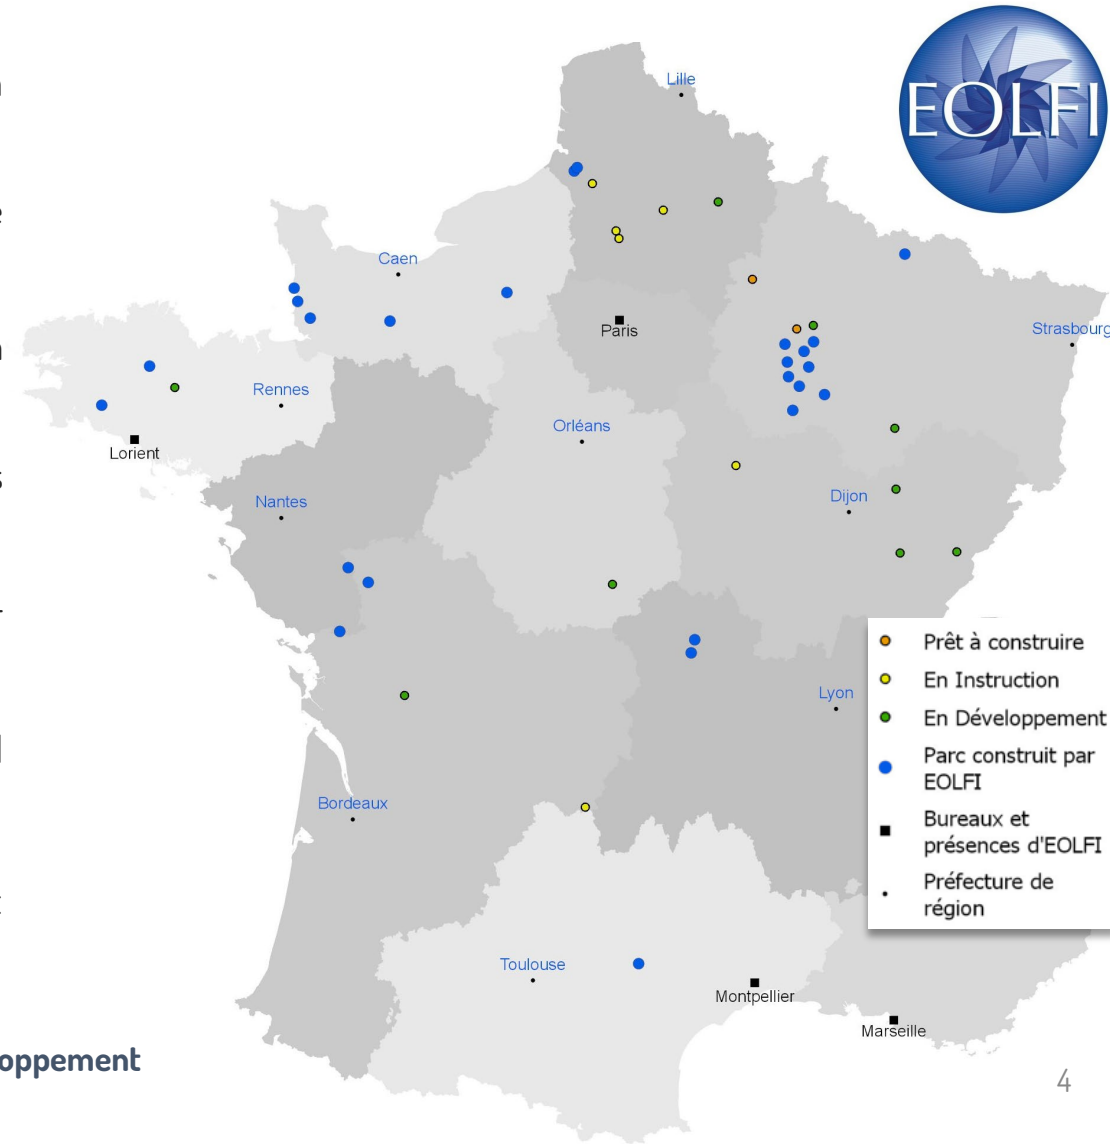 EOLFI
Lille
Caen
Paris
Strasbourg
Rennes
Lorient
Orléans
Nantes
Dijon
Prêt à construire
En Instruction
En Développement
Parc construit par
EOLFI
Bureaux et
présences d'EOLFI
Préfecture de
région
Lyon
Bordeaux
Toulouse
Montpellier
Marseille
oppement
4